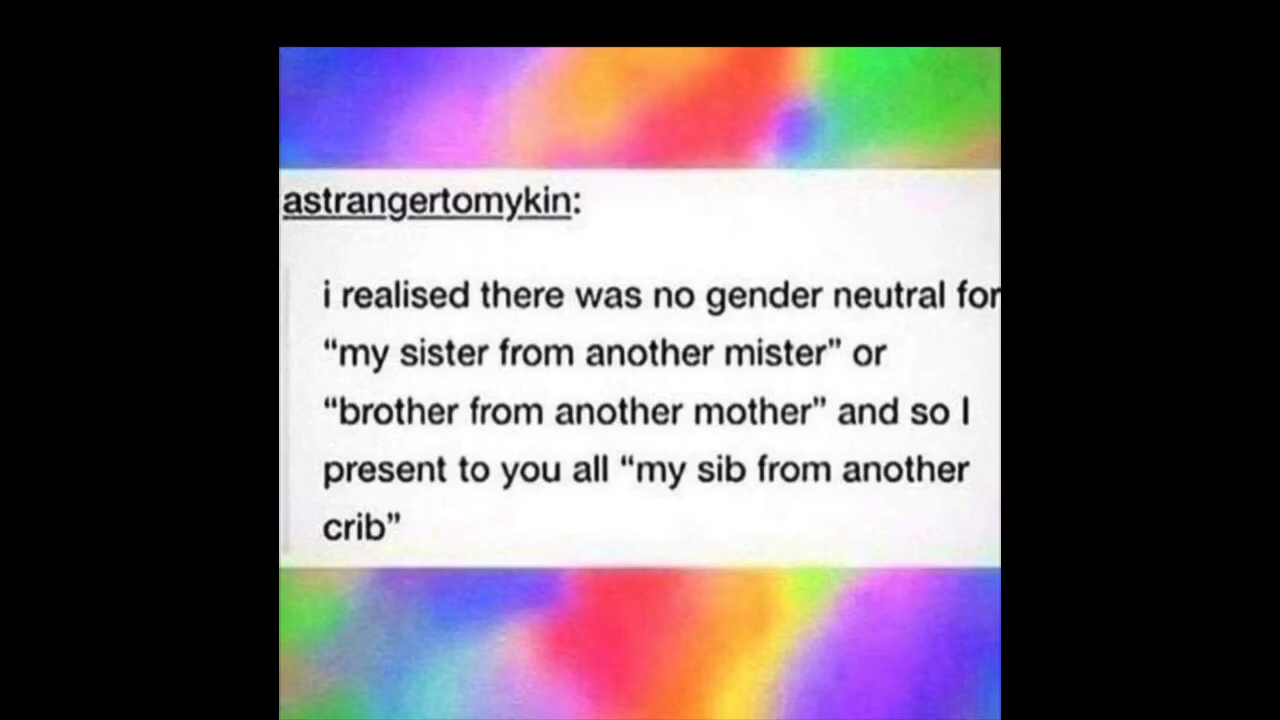 astrangertomykin:
i realised there was no gender neutral for
“my sister from another mister” or
“brother from another mother” and so I
present to you all “my sib from another
crib”